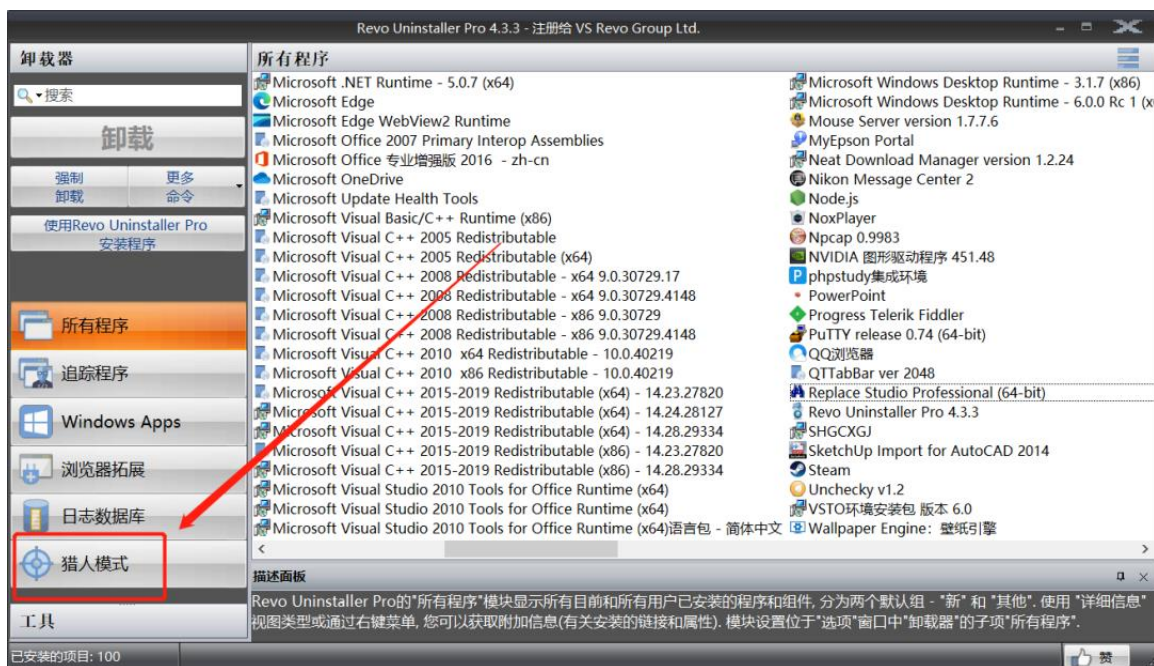 Revo Uninstaller Pro 4.3.3 - 注册给 VS Revo Group Ltd.
卸载器
搜索
卸载
强制
卸载
更多
命令
使用Revo Uninstaller Pro
安装程序
所有程序
追踪程序
Windows Apps
浏览器拓展
日志数据库
猎人模式
工具
已安装的项目: 100
所有程序
Microsoft .NET Runtime - 5.0.7 (x64)
Microsoft Edge
Microsoft Edge WebView2 Runtime
Microsoft Office 2007 Primary Interop Assemblies
Microsoft Office 专业增强版 2016 - zh-cn
Microsoft OneDrive
Microsoft Update Health Tools
Microsoft Visual Basic/C++ Runtime (x86)
Microsoft Visual C++ 2005 Redistributable
Microsoft Visual C++ 2005 Redistributable (x64)
Microsoft Visual C++ 2008 Redistributable - x64 9.0.30729.17
Microsoft Visual C++ 2008 Redistributable - x64 9.0.30729.4148
Microsoft Visual C++ 2008 Redistributable - x86 9.0.30729
Microsoft Visual C++ 2008 Redistributable - x86 9.0.30729.4148
Microsoft Visual C++ 2010 x64 Redistributable - 10.0.40219
Microsoft Visual C++ 2010 x86 Redistributable - 10.0.40219
Microsoft Visual C++ 2015-2019 Redistributable (x64) - 14.23.27820
Microsoft Visual C++ 2015-2019 Redistributable (x64) - 14.24.28127
Microsoft Visual C++ 2015-2019 Redistributable (x64) - 14.28.29334
Microsoft Visual C++ 2015-2019 Redistributable (x86) - 14.23.27820
Microsoft Visual C++ 2015-2019 Redistributable (x86) - 14.28.29334
Microsoft Visual Studio 2010 Tools for Office Runtime (x64)
Microsoft Visual Studio 2010 Tools for Office Runtime (x64)
Microsoft Visual Studio 2010 Tools for Office Runtime (x64)语言包 - 简体中文
Microsoft Windows Desktop Runtime - 3.1.7 (x86)
Microsoft Windows Desktop Runtime - 6.0.0 Rc 1 (x
Mouse Server version 1.7.7.6
MyEpson Portal
Neat Download Manager version 1.2.24
Nikon Message Center 2
Node.js
NoxPlayer
Npcap 0.9983
NVIDIA 图形驱动程序 451.48
phpstudy集成环境
PowerPoint
Progress Telerik Fiddler
PuTTY release 0.74 (64-bit)
QQ浏览器
QTTabBar ver 2048
Replace Studio Professional (64-bit)
Revo Uninstaller Pro 4.3.3
SHGCXGJ
SketchUp Import for AutoCAD 2014
Steam
Unchecky v1.2
VSTO环境安装包 版本 6.0
Wallpaper Engine：壁纸引擎
描述面板
Revo Uninstaller Pro的"所有程序"模块显示所有目前和所有用户已安装的程序和组件, 分为两个默认组 - "新" 和 "其他". 使用 "详细信息"
视图类型或通过右键菜单, 您可以获取附加信息(有关安装的链接和属性). 模块设置位于"选项"窗口中"卸载器"的子项"所有程序".
赞